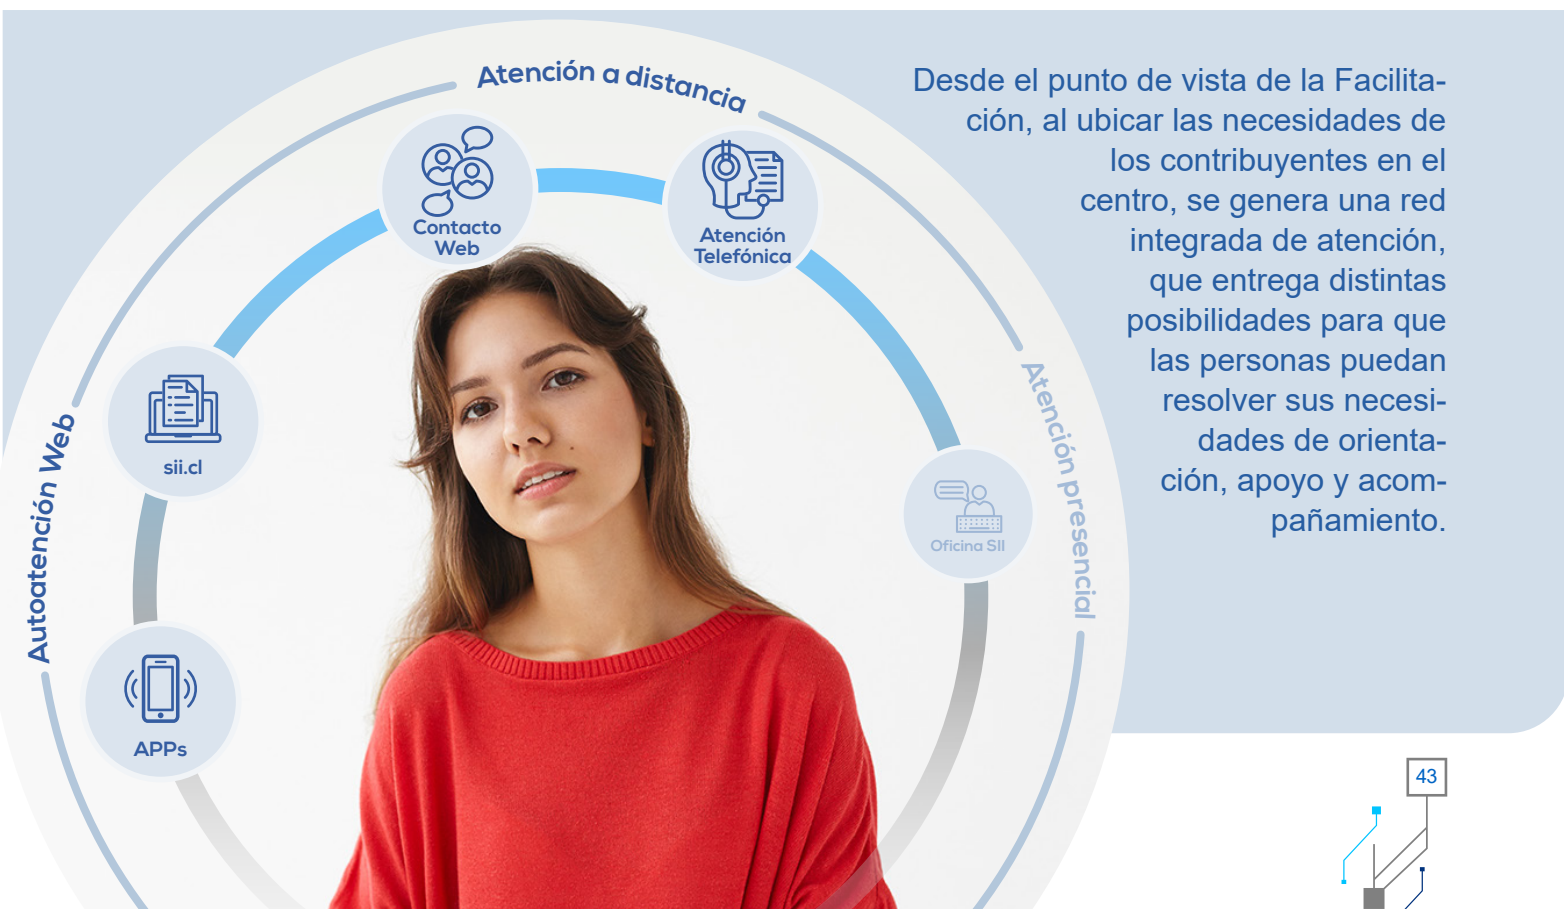 Atención a distancia
Desde el punto de vista de la Facilita-
ción, al ubicar las necesidades de
los contribuyentes en el
centro, se genera una red
integrada de atención,
que entrega distintas
posibilidades para que
las personas puedan
resolver sus necesi-
dades de orienta-
ción, apoyo y acom-
pañamiento.
Contacto
Web
Atención
Telefónica
Atención presencial
Autoatención Web
sii.cl
Oficina SII
APPs
43